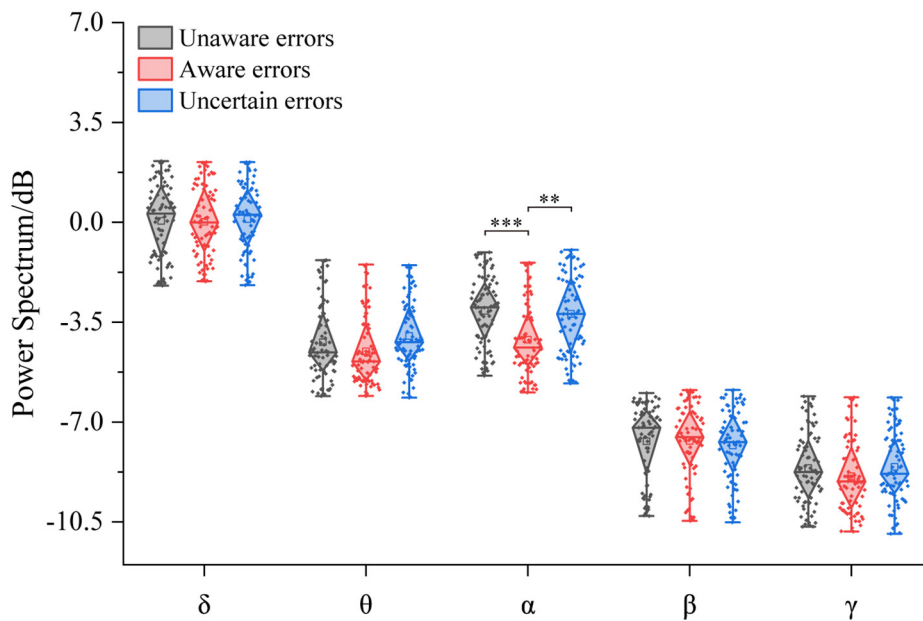 7.0
Unaware errors
Aware errors
Uncertain errors
3.5
0.0
-3.5
-7.0
-10.5
Power Spectrum/dB
***
**
δ θ α β γ